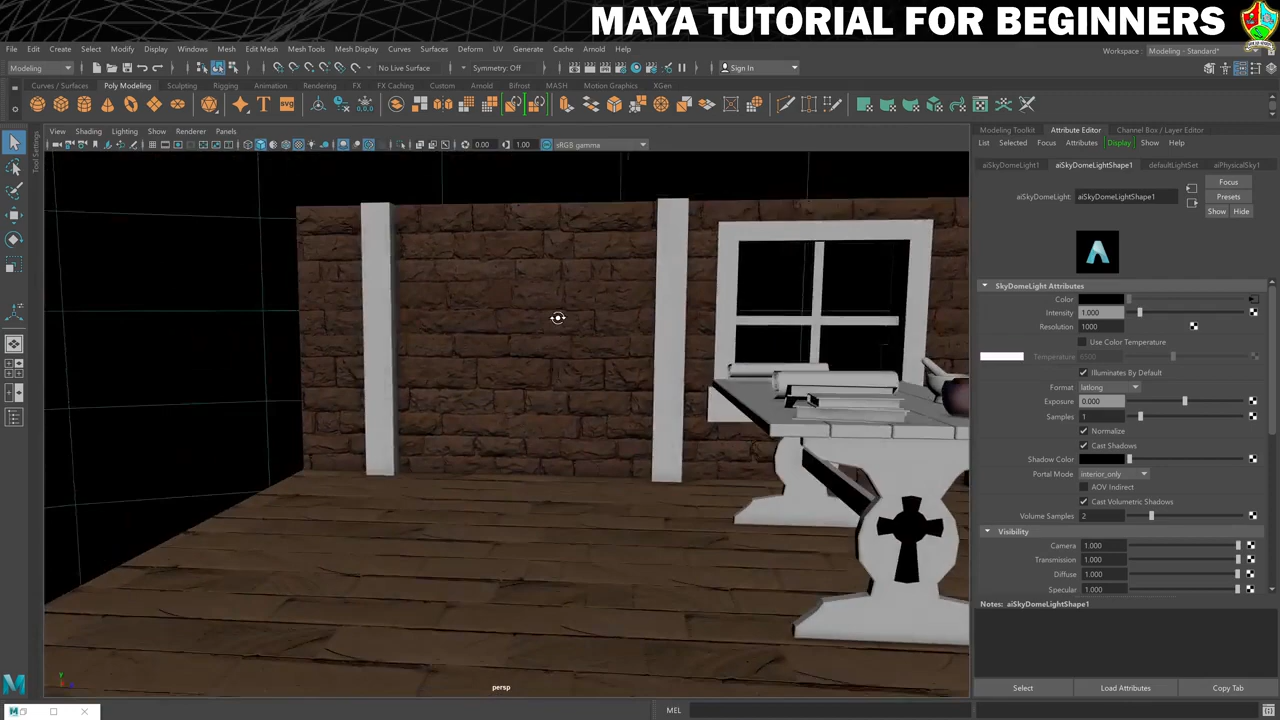 MAYA TUTORIAL FOR BEGINNERS
File Edit Create Select Modify Display Windows Mesh Edit Mesh Mesh Tools Mesh Display Curves Surfaces Deform UV Generate Cache Arnold Help
Workspace: Modeling - Standard*
Modeling No Live Surface Symmetry: Off Sign In
Curves / Surfaces Poly Modeling Sculpting Rigging Animation Rendering FX FX Caching Custom Arnold Bifrost MASH Motion Graphics XGen
View Shading Lighting Show Renderer Panels
0.00 1.00 sRGB gamma
Tool Settings
persp
Modeling Toolkit Attribute Editor Channel Box / Layer Editor
List Selected Focus Attributes Display Show Help
aiSkyDomeLight1 aiSkyDomeLightShape1 defaultLightSet aiPhysicalSky1
aiSkyDomeLight: aiSkyDomeLightShape1
Focus
Presets
Show Hide
SkyDomeLight Attributes
Color
Intensity 1.000
Resolution 1000
Use Color Temperature
Temperature 6500
Illuminates By Default
Format latlong
Exposure 0.000
Samples 1
Normalize
Cast Shadows
Shadow Color
Portal Mode interior_only
AOV Indirect
Cast Volumetric Shadows
Volume Samples 2
Visibility
Camera 1.000
Transmission 1.000
Diffuse 1.000
Specular 1.000
Notes: aiSkyDomeLightShape1
Select Load Attributes Copy Tab
MEL